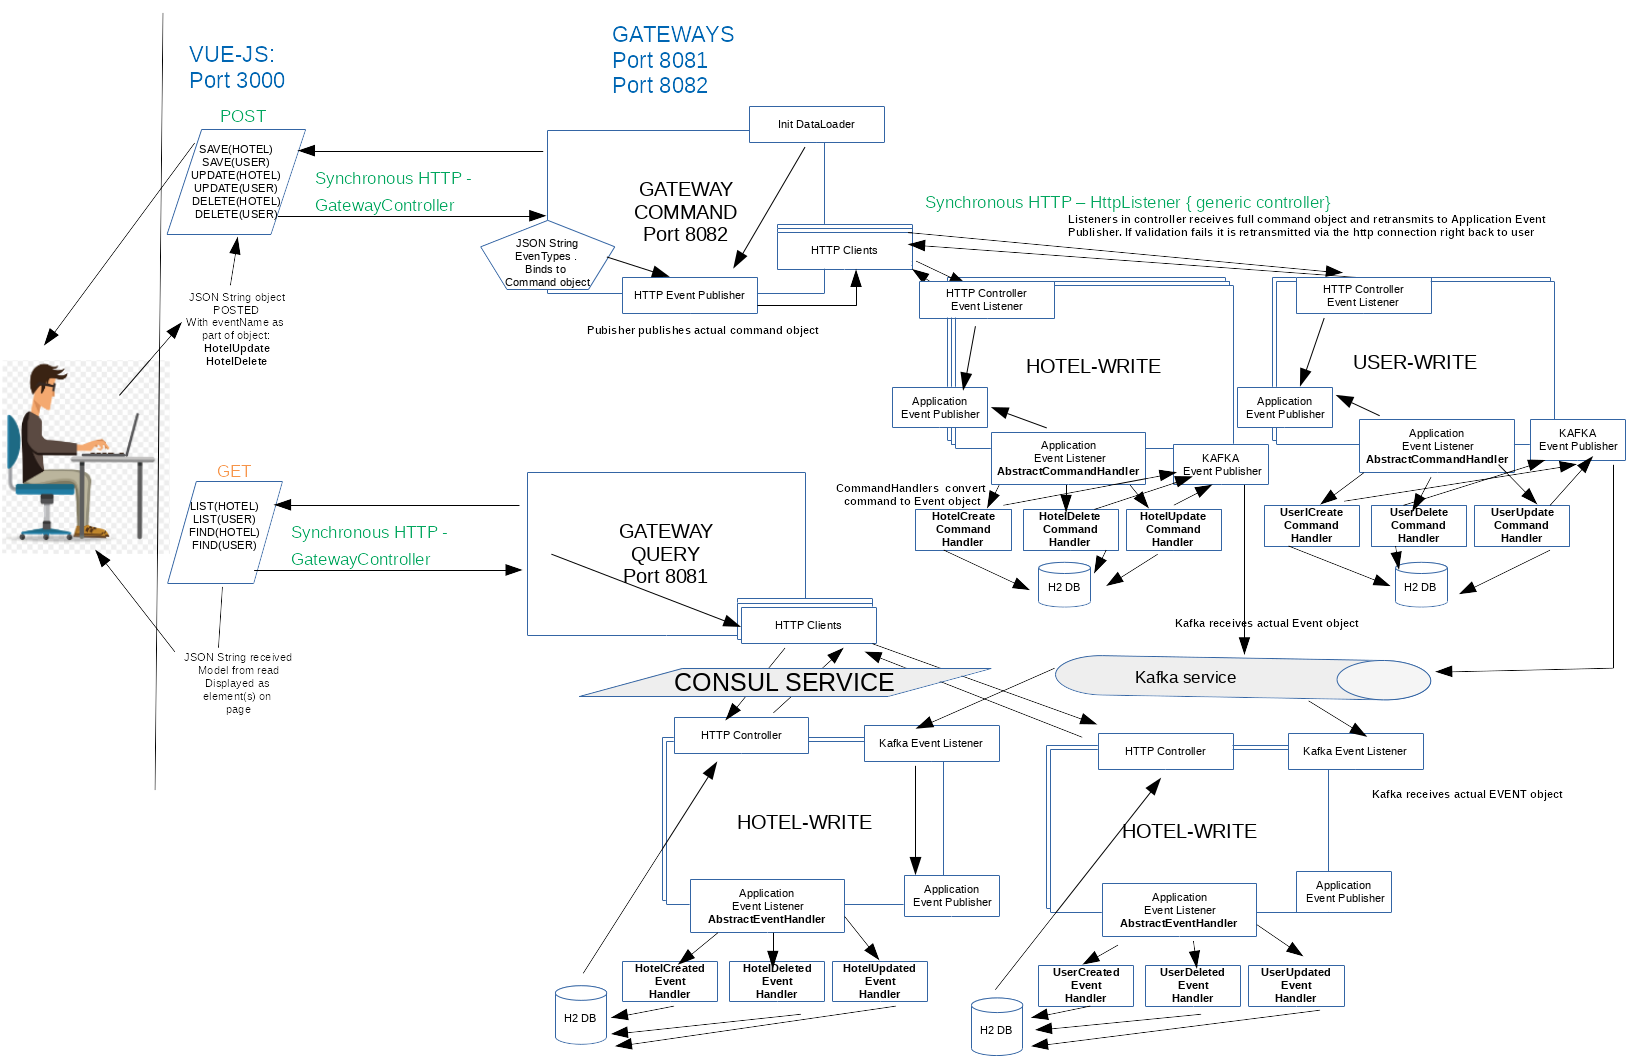 VUE-JS:
Port 3000
GATEWAYS
Port 8081
Port 8082
POST
SAVE(HOTEL)
SAVE(USER)
UPDATE(HOTEL)
UPDATE(USER)
DELETE(HOTEL)
DELETE(USER)
Synchronous HTTP -
GatewayController
Init DataLoader
GATEWAY
COMMAND
Port 8082
JSON String
EvenTypes .
Binds to
Command object
HTTP Event Publisher
HTTP Clients
Pubisher publishes actual command object
Synchronous HTTP – HttpListener { generic controller}
Listeners in controller receives full command object and retransmits to Application Event
Publisher. If validation fails it is retransmitted via the http connection right back to user
JSON String object
POSTED
With eventName as
part of object:
HotelUpdate
HotelDelete
HTTP Controller
Event Listener
HOTEL-WRITE
Application
Event Publisher
Application
Event Listener
AbstractCommandHandler
KAFKA
Event Publisher
CommandHandlers convert
command to Event object
HotelCreate
Command
Handler
HotelDelete
Command
Handler
HotelUpdate
Command
Handler
H2 DB
HTTP Controller
Event Listener
USER-WRITE
Application
Event Publisher
Application
Event Listener
AbstractCommandHandler
KAFKA
Event Publisher
UserlCreate
Command
Handler
UserDelete
Command
Handler
UserUpdate
Command
Handler
H2 DB
GET
LIST(HOTEL)
LIST(USER)
FIND(HOTEL)
FIND(USER)
Synchronous HTTP -
GatewayController
GATEWAY
QUERY
Port 8081
HTTP Clients
Kafka receives actual Event object
JSON String received
Model from read
Displayed as
element(s) on
page
CONSUL SERVICE
Kafka service
HTTP Controller
Kafka Event Listener
HOTEL-WRITE
Application
Event Publisher
Application
Event Listener
AbstractEventHandler
HotelCreated
Event
Handler
HotelDeleted
Event
Handler
HotelUpdated
Event
Handler
H2 DB
HTTP Controller
Kafka Event Listener
Kafka receives actual EVENT object
HOTEL-WRITE
Application
Event Publisher
Application
Event Listener
AbstractEventHandler
UserCreated
Event
Handler
UserDeleted
Event
Handler
UserUpdated
Event
Handler
H2 DB